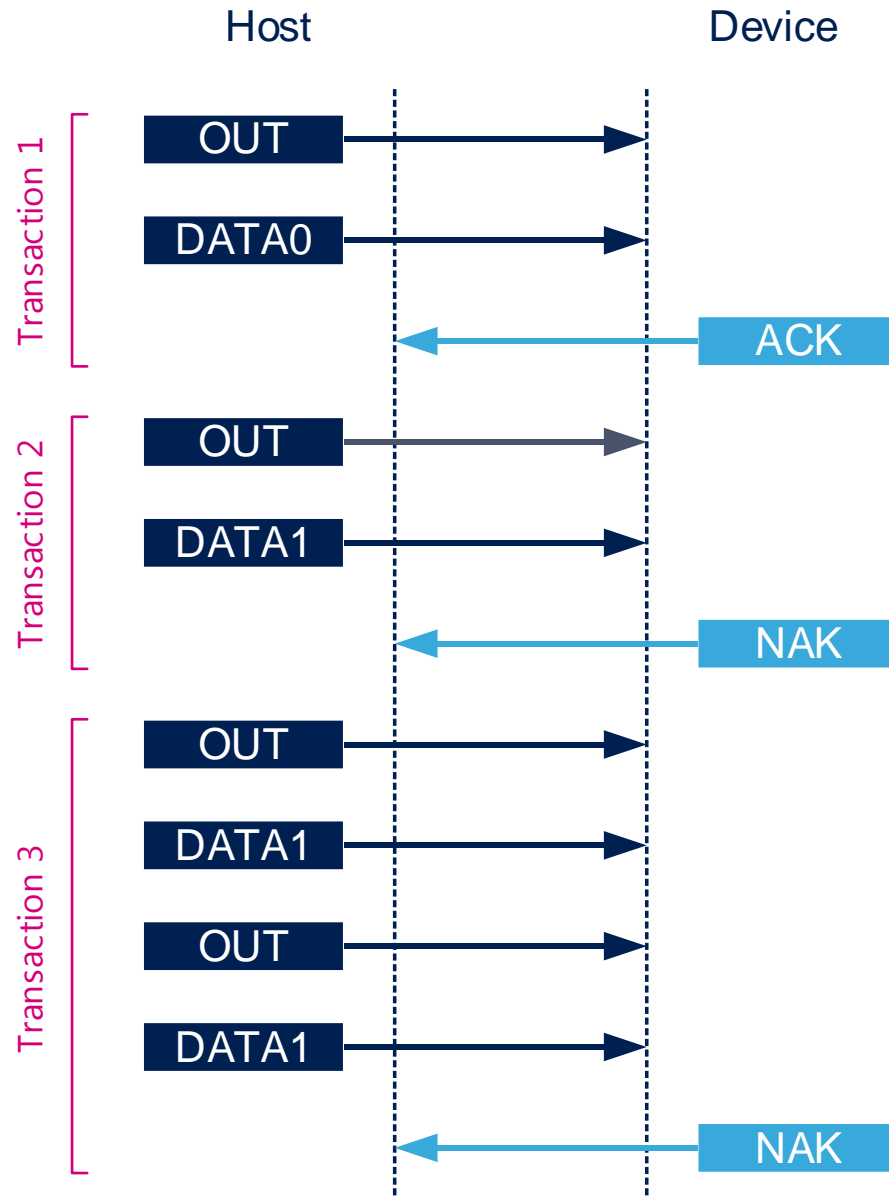 Host
Device
Transaction 1
OUT
DATA0
ACK
Transaction 2
OUT
DATA1
NAK
Transaction 3
OUT
DATA1
OUT
DATA1
NAK